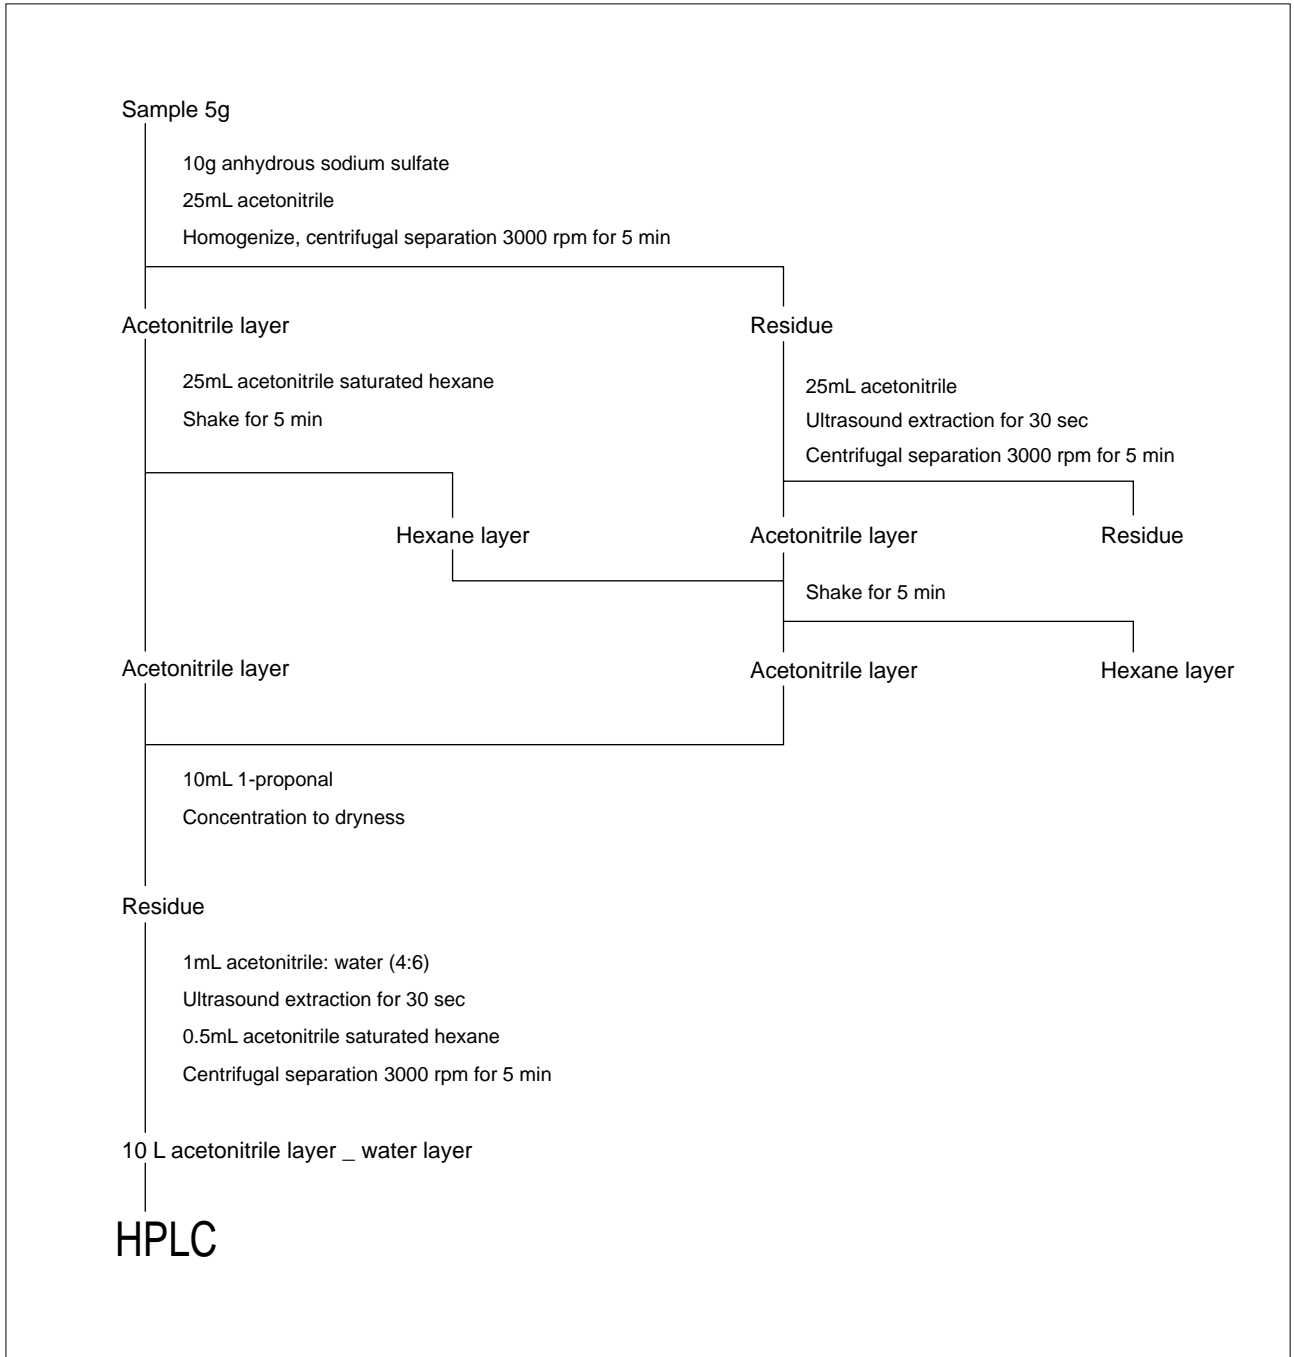 Sample 5g
10g anhydrous sodium sulfate
25mL acetonitrile
Homogenize, centrifugal separation 3000 rpm for 5 min
Acetonitrile layer
Residue
25mL acetonitrile saturated hexane
Shake for 5 min
25mL acetonitrile
Ultrasound extraction for 30 sec
Centrifugal separation 3000 rpm for 5 min
Hexane layer
Acetonitrile layer
Residue
Shake for 5 min
Acetonitrile layer
Acetonitrile layer
Hexane layer
10mL 1-proponal
Concentration to dryness
Residue
1mL acetonitrile: water (4:6)
Ultrasound extraction for 30 sec
0.5mL acetonitrile saturated hexane
Centrifugal separation 3000 rpm for 5 min
10 L acetonitrile layer _ water layer
HPLC